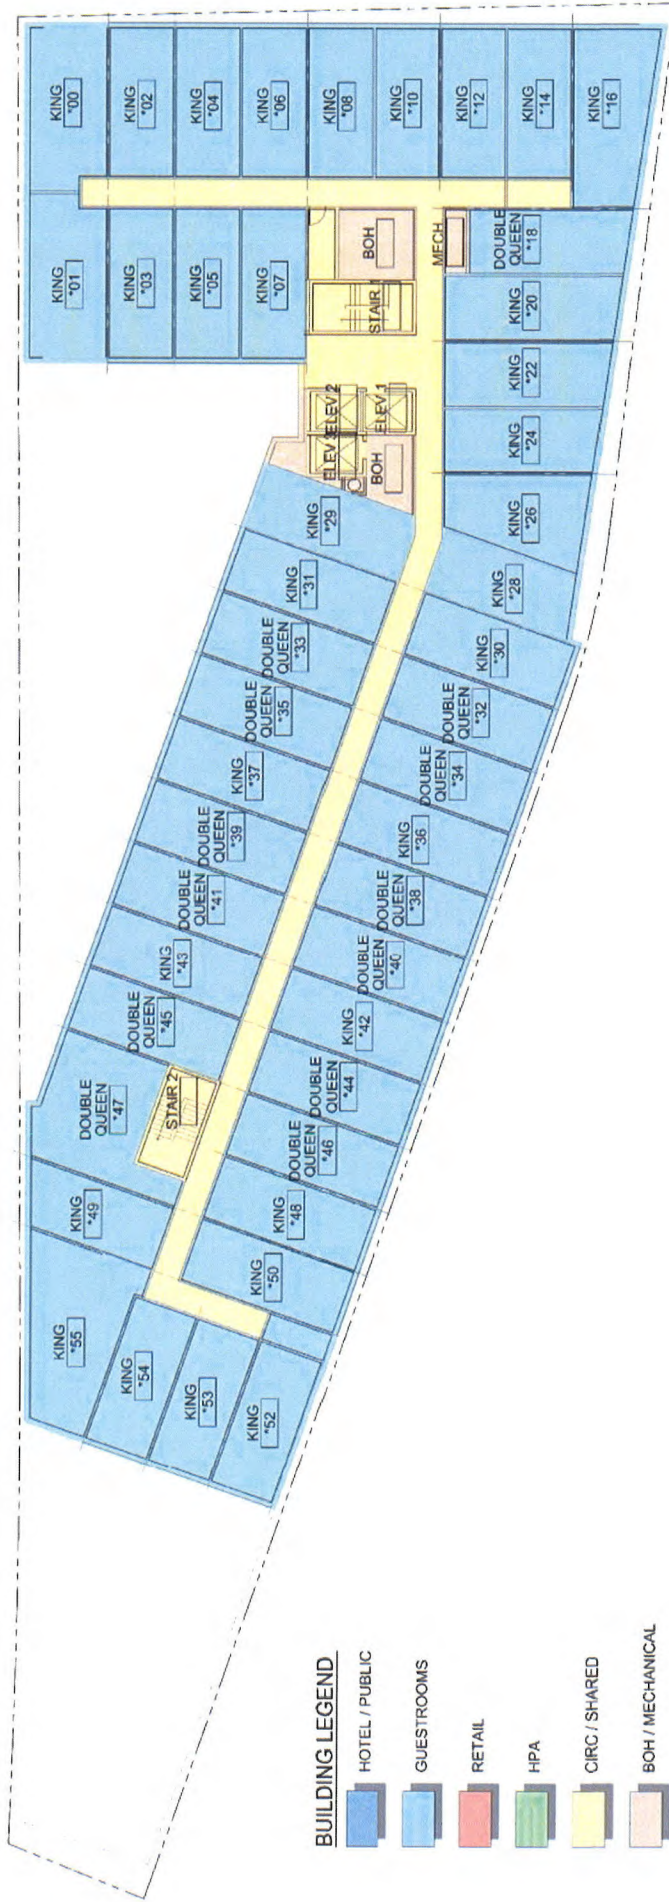 KING
*00
KING
*02
KING
*04
KING
*06
KING
*08
KING
*10
KING
*12
KING
*14
KING
*16
KING
*01
KING
*03
KING
*05
KING
*07
BOH
MECH
DOUBLE
QUEEN
*18
STAIR 1
KING
*20
KING
*22
KING
*24
KING
*26
ELEV 2
ELEV 1
ELEV 3
BOH
KING
*29
KING
*28
KING
*31
KING
*30
DOUBLE
QUEEN
*33
DOUBLE
QUEEN
*32
DOUBLE
QUEEN
*35
DOUBLE
QUEEN
*34
KING
*37
KING
*36
DOUBLE
QUEEN
*39
DOUBLE
QUEEN
*38
DOUBLE
QUEEN
*41
DOUBLE
QUEEN
*40
KING
*43
KING
*42
DOUBLE
QUEEN
*45
DOUBLE
QUEEN
*44
DOUBLE
QUEEN
*47
STAIR 2
DOUBLE
QUEEN
*46
KING
*49
KING
*48
KING
*50
KING
*55
KING
*54
KING
*53
KING
*52
BUILDING LEGEND
HOTEL / PUBLIC
GUESTROOMS
RETAIL
HPA
CIRC / SHARED
BOH / MECHANICAL